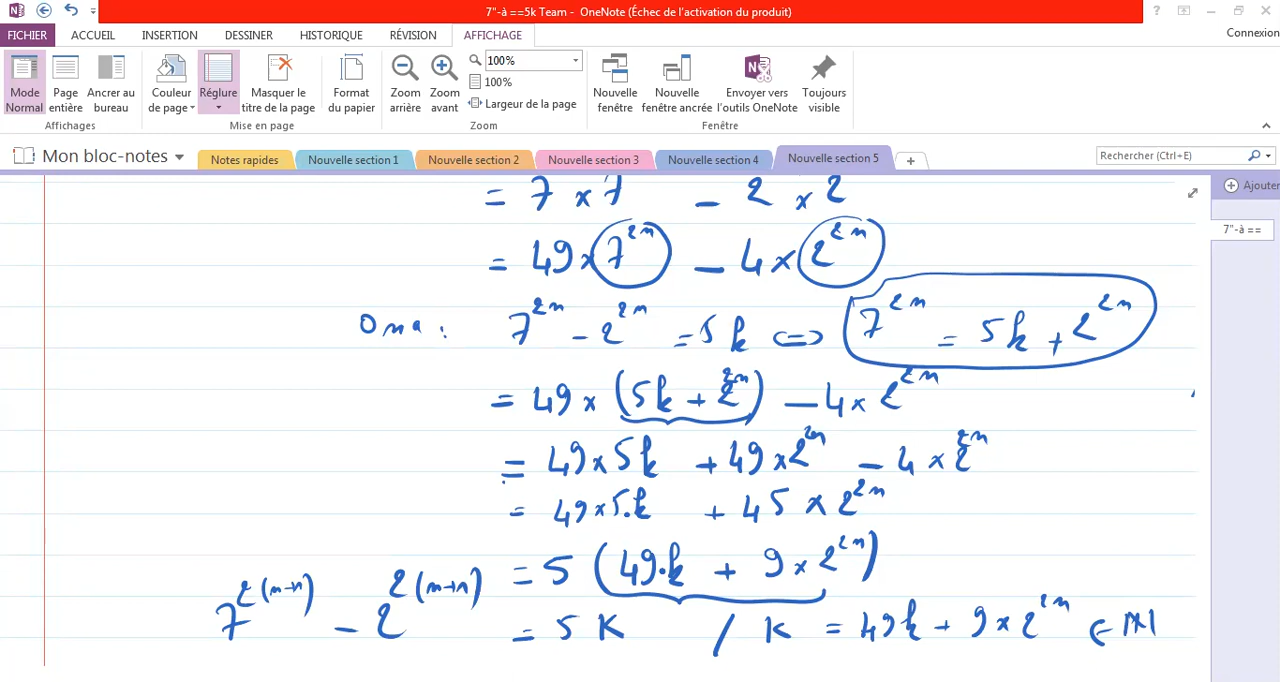 7"-à ==5k Team - OneNote (Échec de l'activation du produit)
FICHIER ACCUEIL INSERTION DESSINER HISTORIQUE RÉVISION AFFICHAGE Connexion
Mode Normal Page entière Ancrer au bureau Couleur de page Réglure Masquer le titre de la page Format du papier Zoom arrière Zoom avant 100% 100% Largeur de la page Nouvelle fenêtre Nouvelle fenêtre ancrée Envoyer vers l'outils OneNote Toujours visible
Affichages Mise en page Zoom Fenêtre
Mon bloc-notes Notes rapides Nouvelle section 1 Nouvelle section 2 Nouvelle section 3 Nouvelle section 4 Nouvelle section 5 + Rechercher (Ctrl+E)
Ajouter
7"-à ==
= 7 × 7 - 2 × 2
= 49 × 7^{2n} - 4 × 2^{2n}
On a : 7^{2n} - 2^{2n} = 5k <=> 7^{2n} = 5k + 2^{2n}
= 49 × (5k + 2^{2n}) - 4 × 2^{2n}
= 49 × 5k + 49 × 2^{2n} - 4 × 2^{2n}
= 49 × 5.k + 45 × 2^{2n}
= 5 (49.k + 9 × 2^{2n})
7^{2(n+1)} - 2^{2(n+1)} = 5K / K = 49k + 9 × 2^{2n} ∈ ℕ